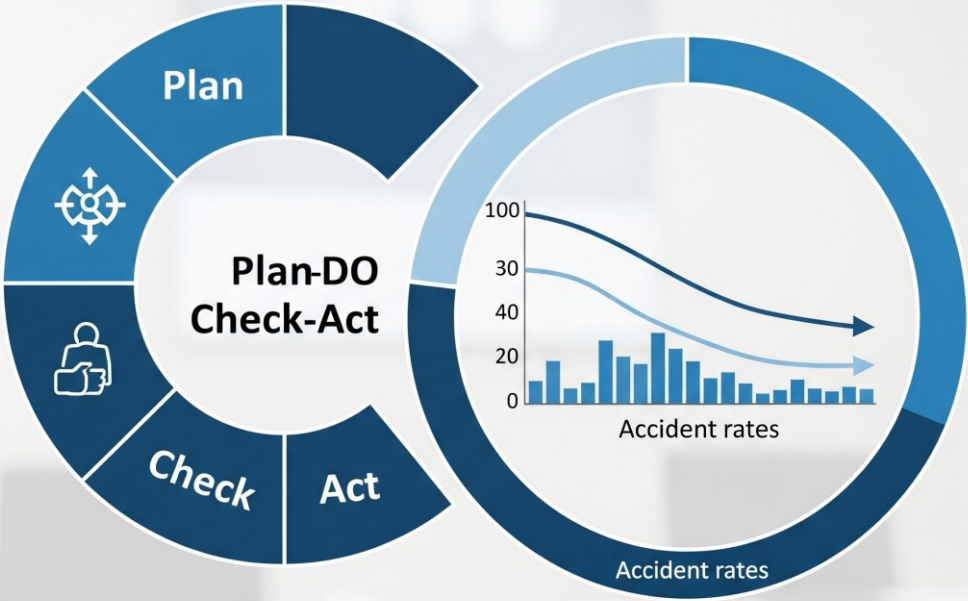 Plan
Plan-DO
Check-Act
Check
Act
100
30
40
20
0
Accident rates
Accident rates